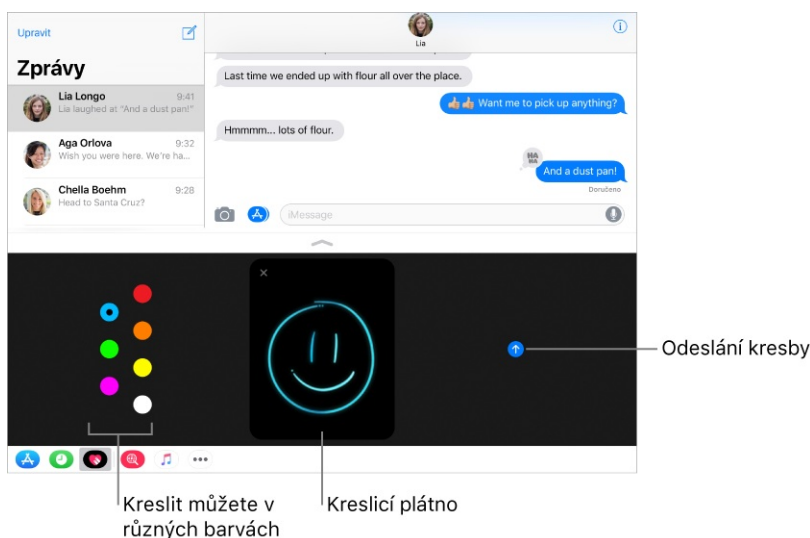 Upravit
Zprávy
Lia Longo 9:41
Lia laughed at "And a dust pan!"
Aga Orlova 9:32
Wish you were here. We're ha...
Chella Boehm 9:28
Head to Santa Cruz?
Lia
Last time we ended up with flour all over the place.
👍👍 Want me to pick up anything?
Hmmmm... lots of flour.
HA
HA
And a dust pan!
Doručeno
iMessage
Odeslání kresby
Kreslit můžete v
různých barvách
Kreslicí plátno